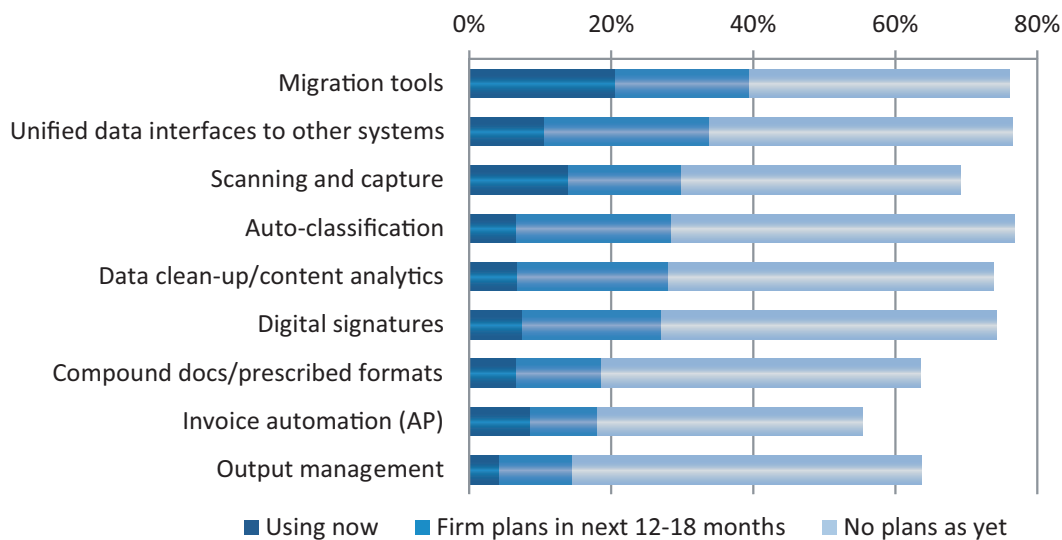 0% 20% 40% 60% 80%
Migration tools
Unified data interfaces to other systems
Scanning and capture
Auto-classification
Data clean-up/content analytics
Digital signatures
Compound docs/prescribed formats
Invoice automation (AP)
Output management
Using now Firm plans in next 12-18 months No plans as yet